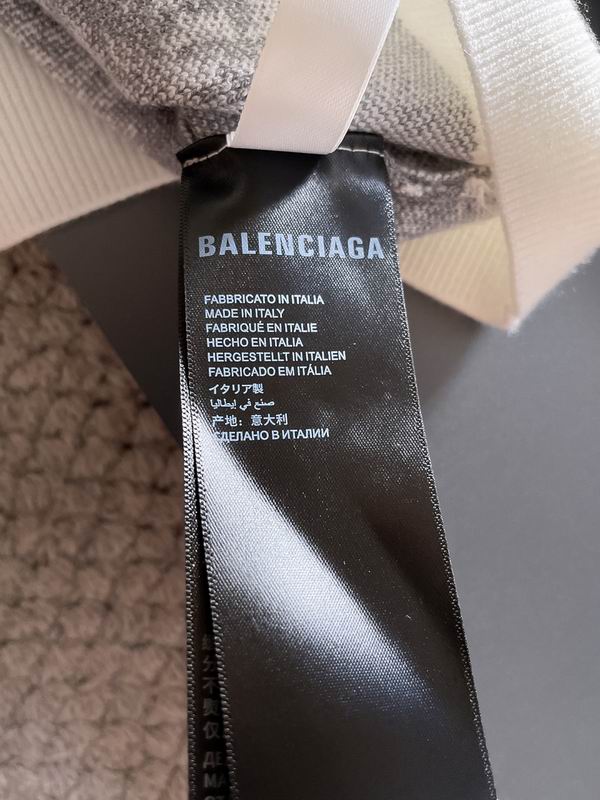 BALENCIAGA
FABBRICATO IN ITALIA
MADE IN ITALY
FABRIQUÉ EN ITALIE
HECHO EN ITALIA
HERGESTELLT IN ITALIEN
FABRICADO EM ITÁLIA
イタリア製
صنع في إيطاليا
产地：意大利
СДЕЛАНО В ИТАЛИИ